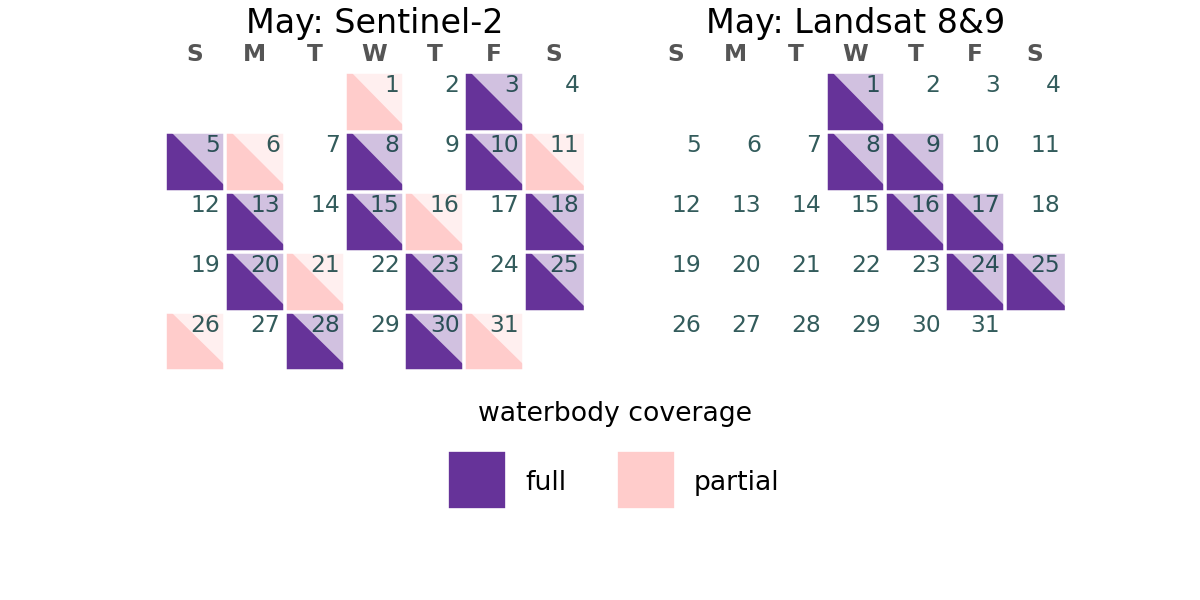 May: Sentinel-2
S M T W T F S
1 2 3 4
5 6 7 8 9 10 11
12 13 14 15 16 17 18
19 20 21 22 23 24 25
26 27 28 29 30 31
May: Landsat 8&9
S M T W T F S
1 2 3 4
5 6 7 8 9 10 11
12 13 14 15 16 17 18
19 20 21 22 23 24 25
26 27 28 29 30 31
waterbody coverage
full partial